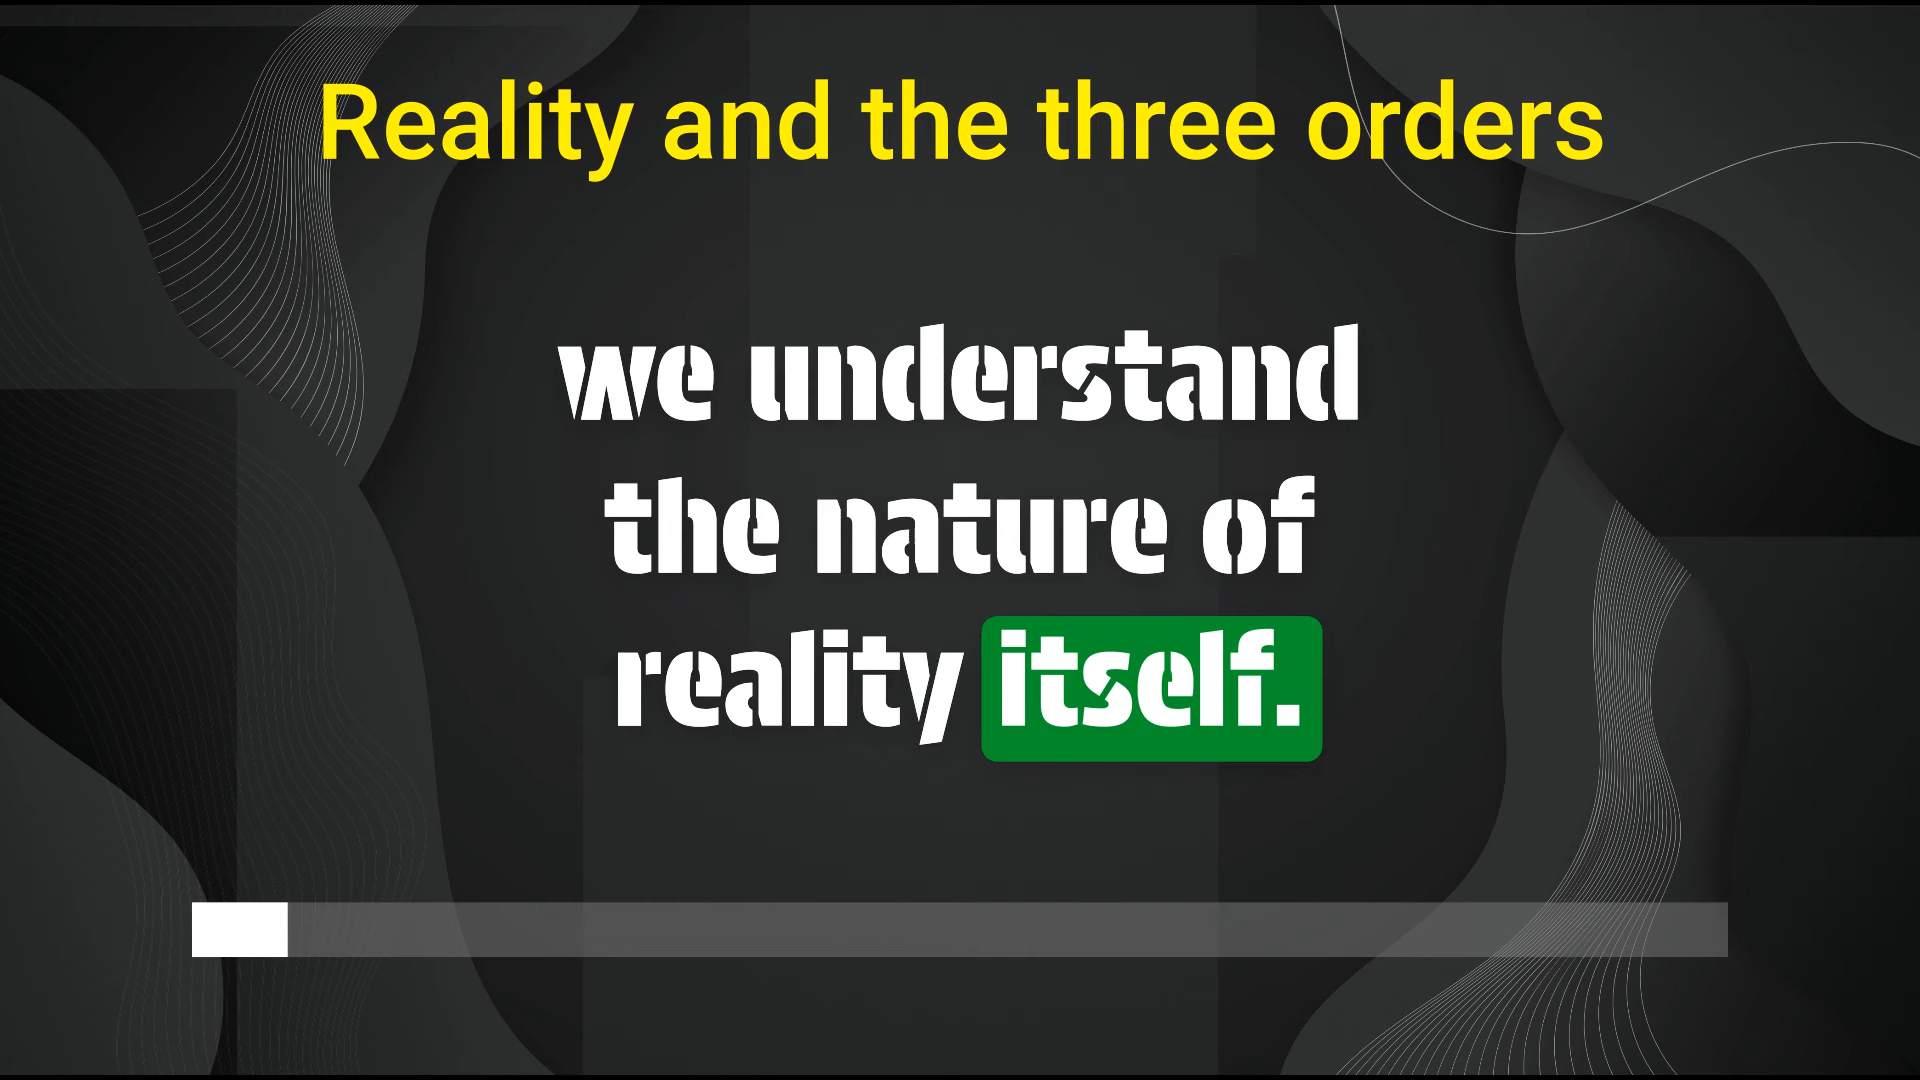 Reality and the three orders
we understand
the nature of
reality itself.